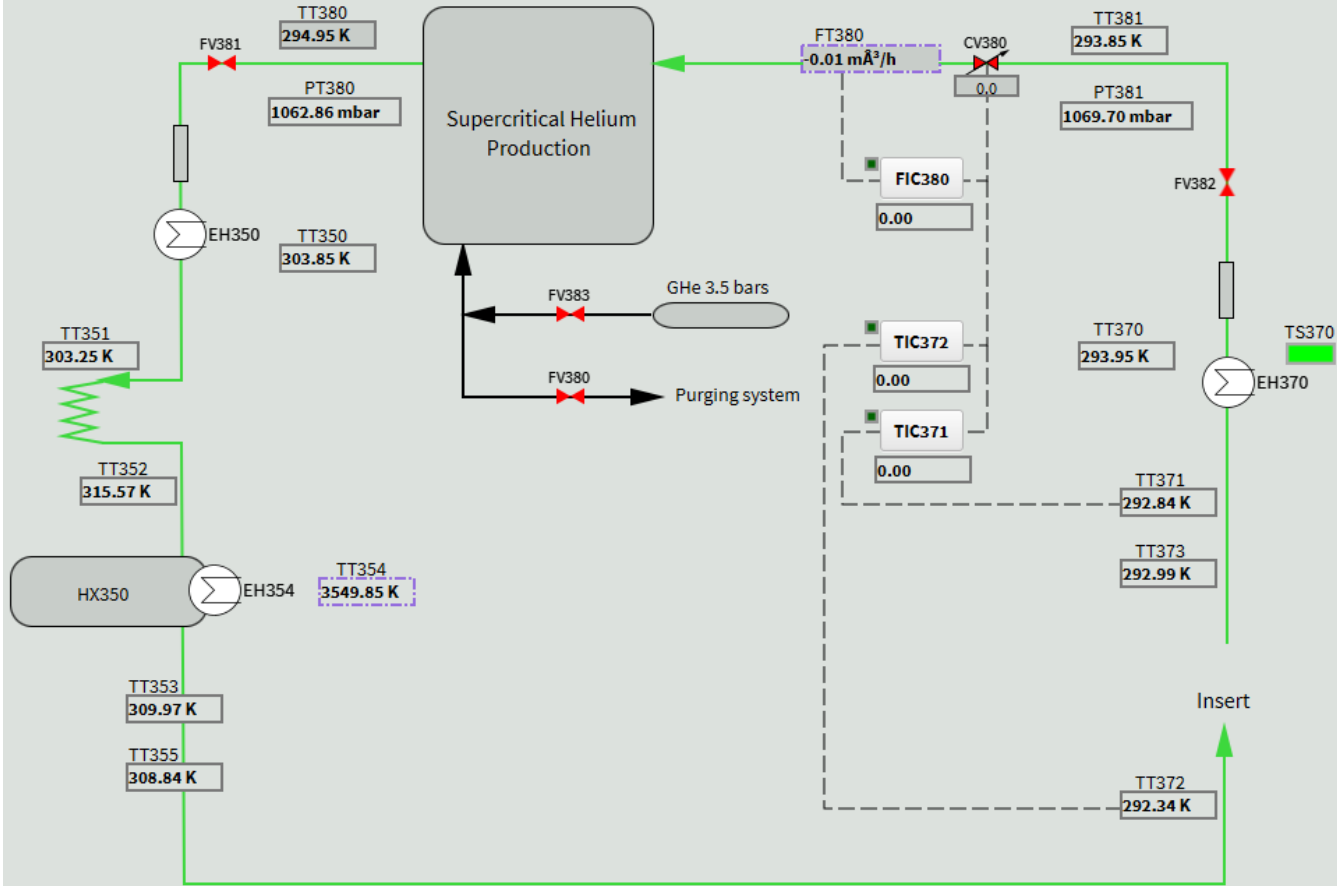 TT380
294.95 K
FV381
PT380
1062.86 mbar
Supercritical Helium
Production
FT380
-0.01 mÅ³/h
CV380
0.0
TT381
293.85 K
PT381
1069.70 mbar
FIC380
0.00
FV382
EH350
TT350
303.85 K
FV383
GHe 3.5 bars
TT351
303.25 K
TIC372
0.00
TT370
293.95 K
TS370
EH370
FV380
Purging system
TIC371
0.00
TT352
315.57 K
TT371
292.84 K
TT373
292.99 K
HX350
EH354
TT354
3549.85 K
TT353
309.97 K
Insert
TT355
308.84 K
TT372
292.34 K